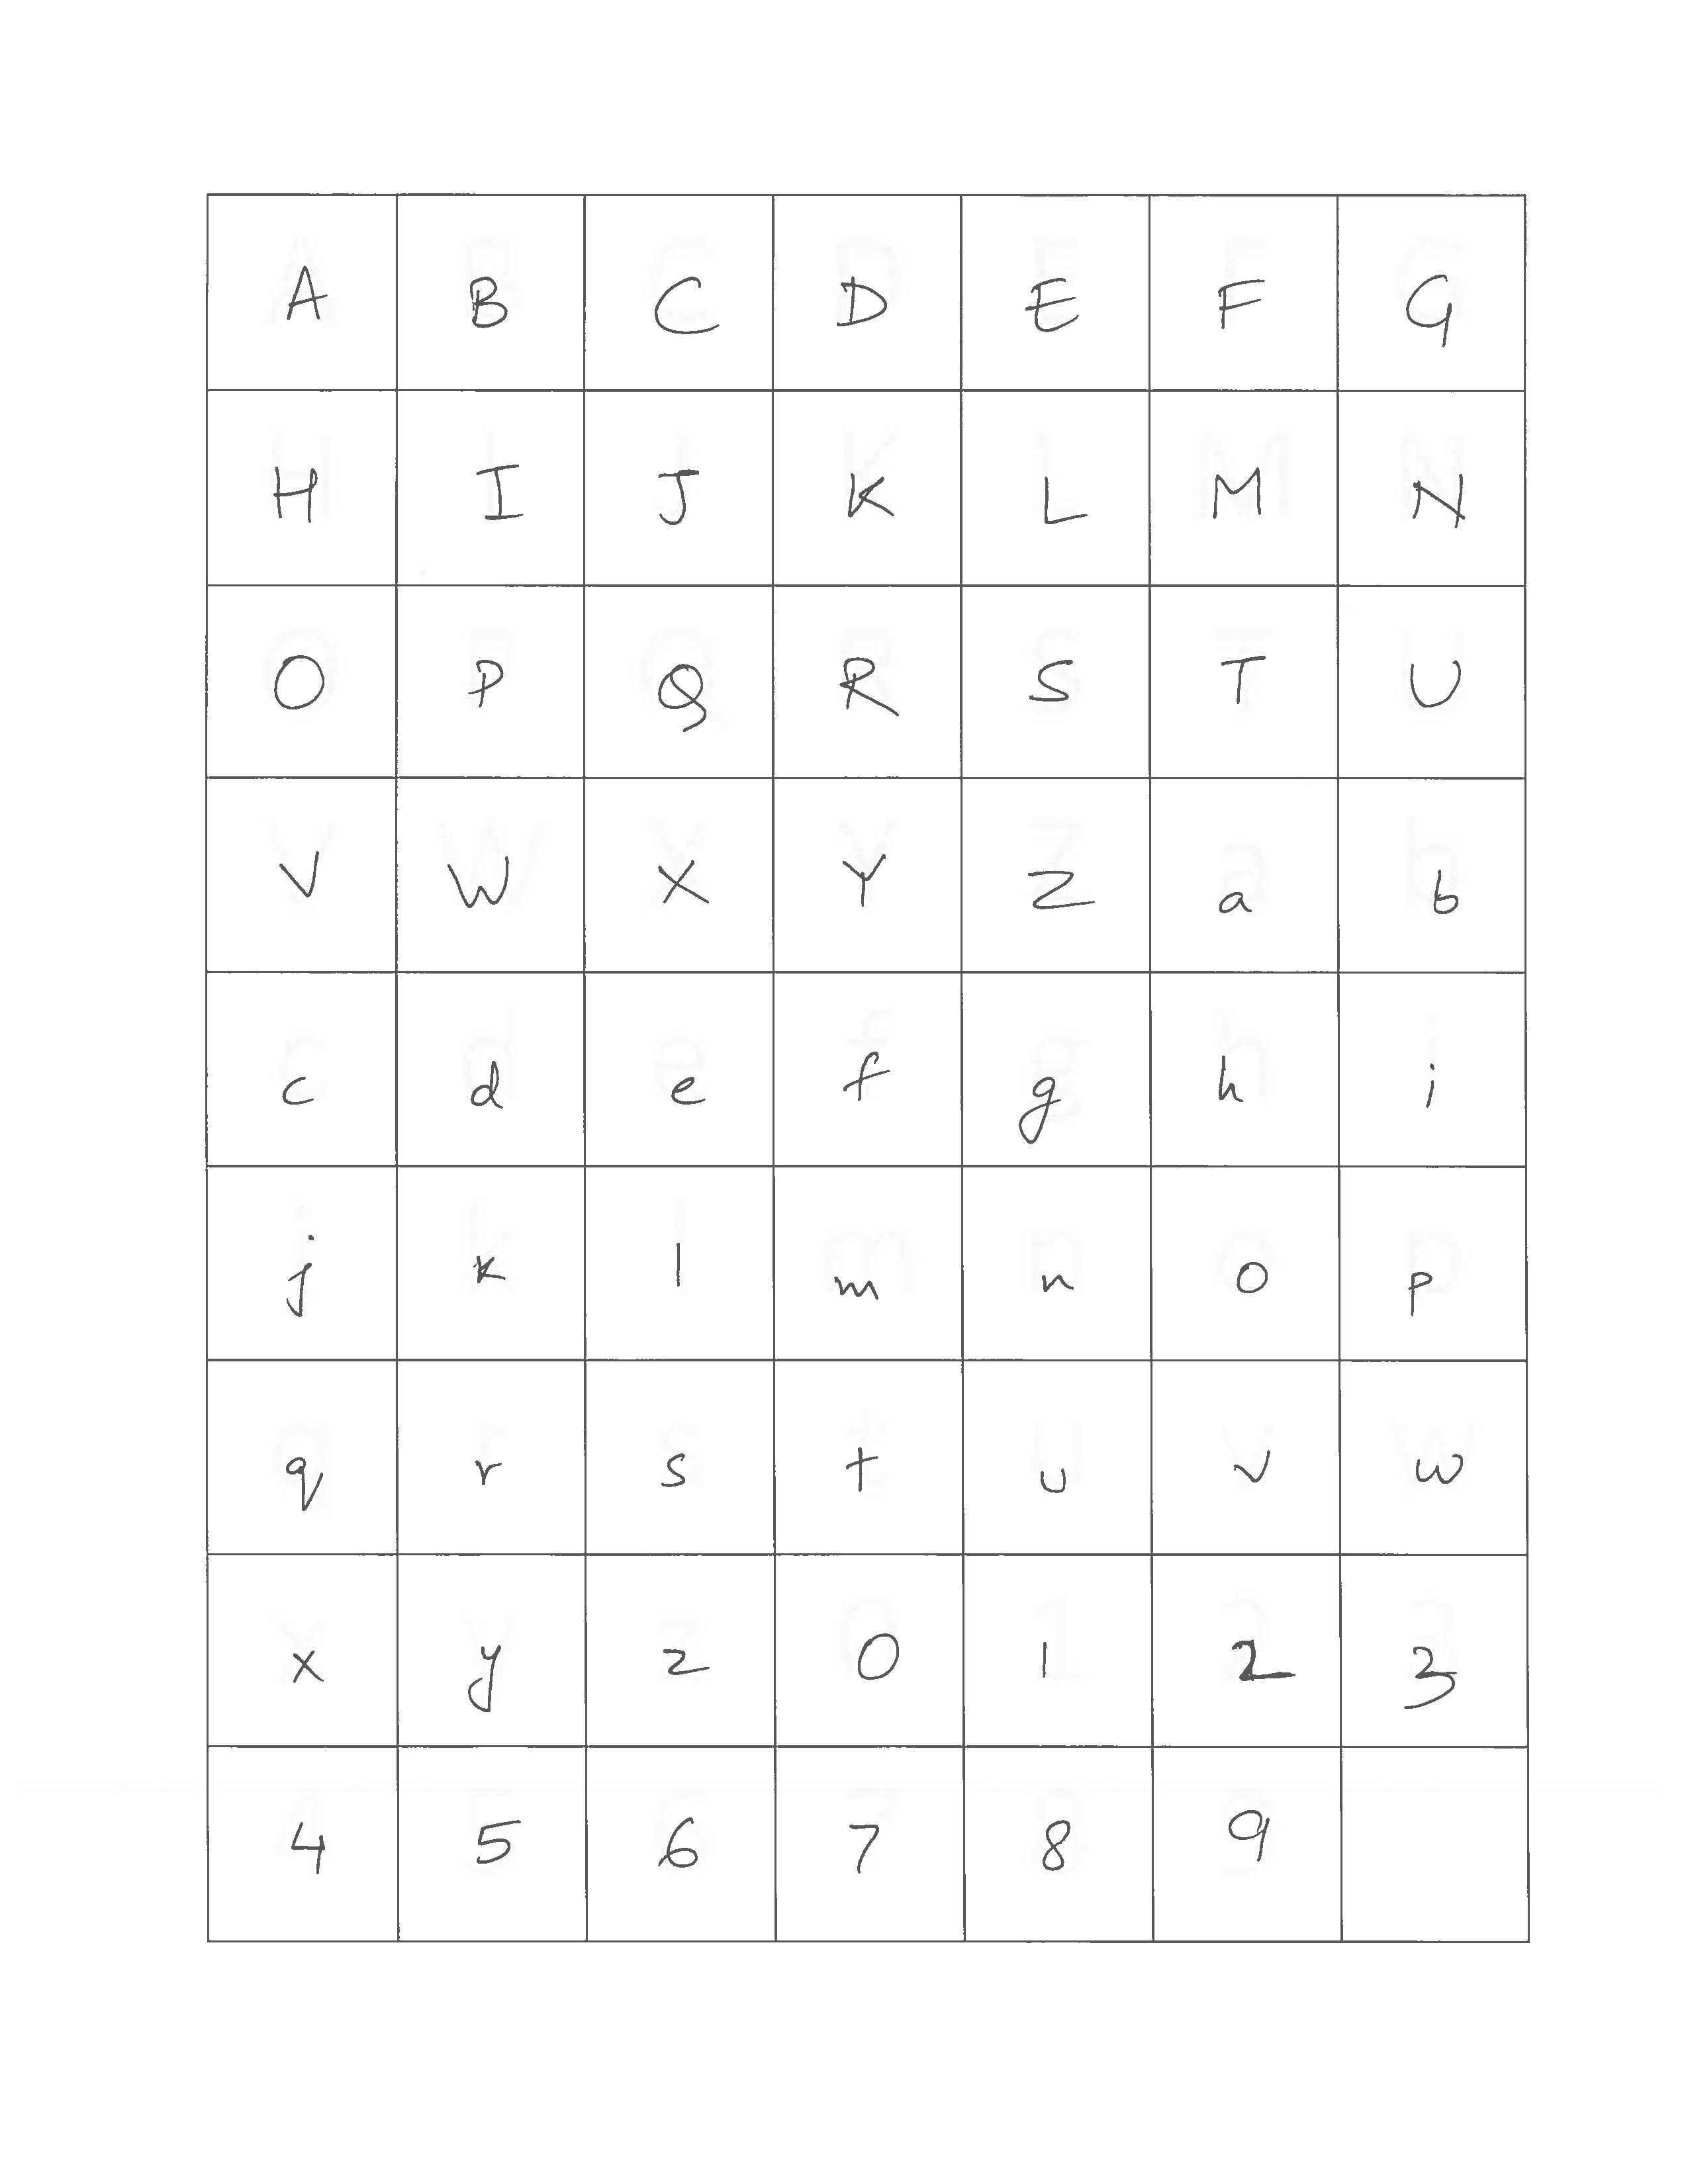 A B C D E F G
H I J K L M N
O P Q R S T U
V W X Y Z a b
c d e f g h i
j k l m n o p
q r s t u v w
x y z 0 1 2 3
4 5 6 7 8 9